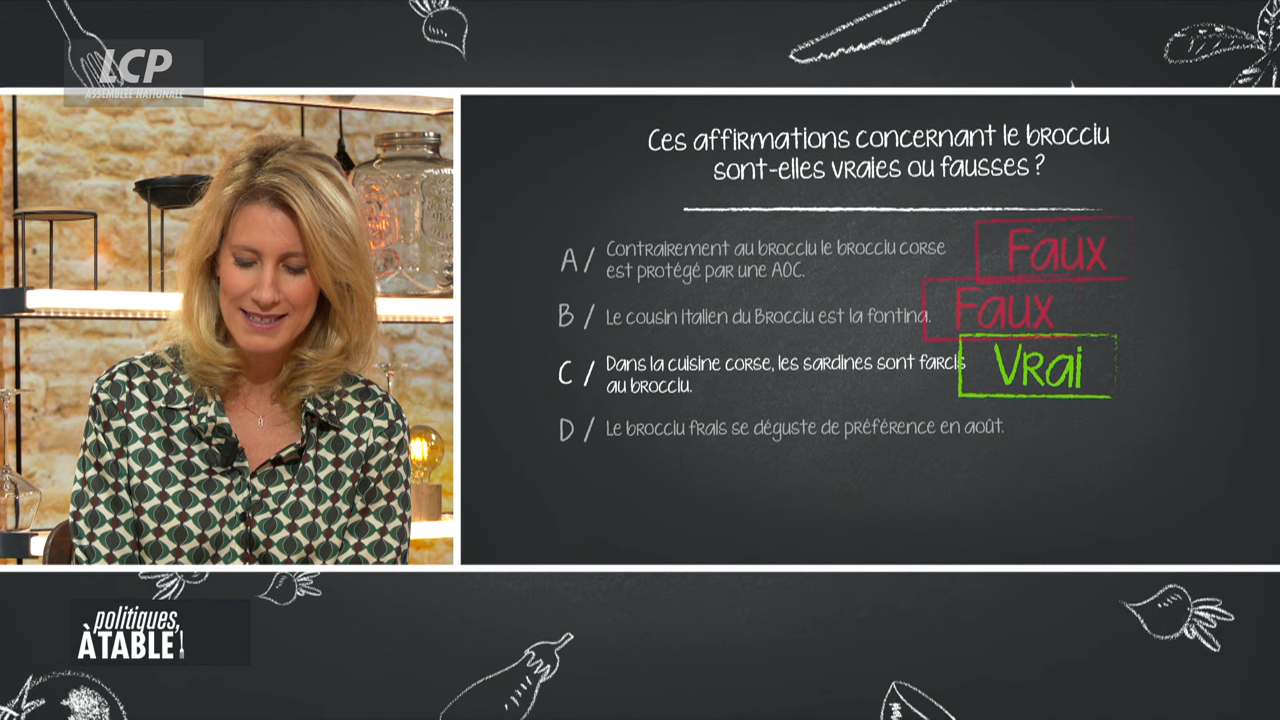 LCP
ASSEMBLÉE NATIONALE
Ces affirmations concernant le brocciu
sont-elles vraies ou fausses ?
A / Contrairement au brocciu le brocciu corse
est protégé par une AOC.
Faux
B / Le cousin italien du Brocciu est la fontina.
Faux
C / Dans la cuisine corse, les sardines sont farcis
au brocciu.
Vrai
D / Le brocciu frais se déguste de préférence en août.
politiques,
À TABLE !